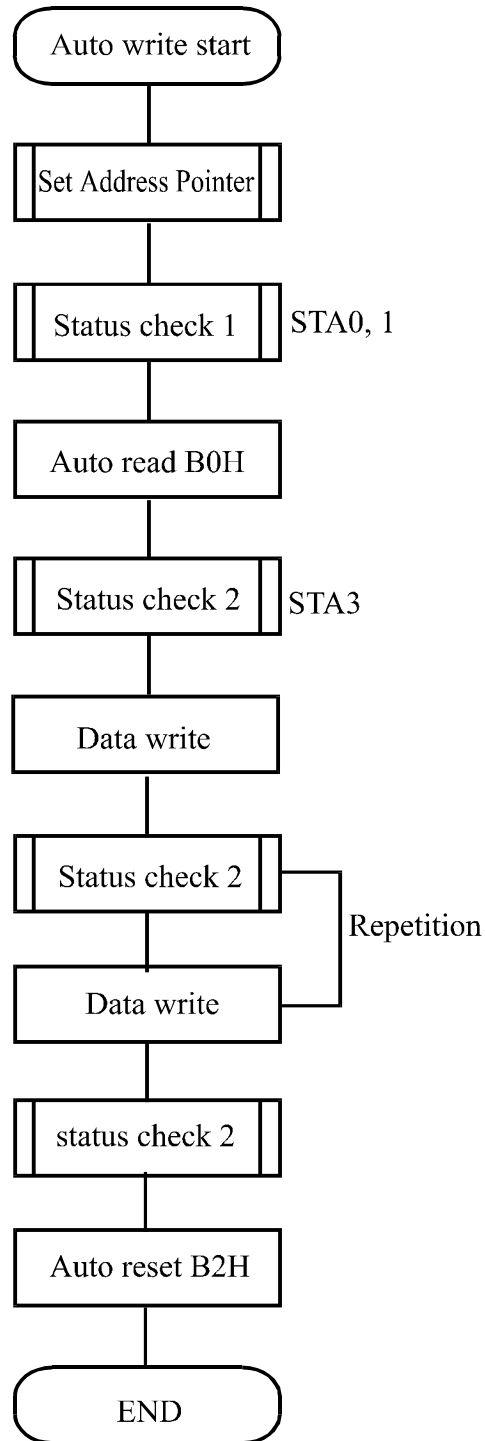 Auto write start
Set Address Pointer
Status check 1
STA0, 1
Auto read B0H
Status check 2
STA3
Data write
Status check 2
Repetition
Data write
status check 2
Auto reset B2H
END